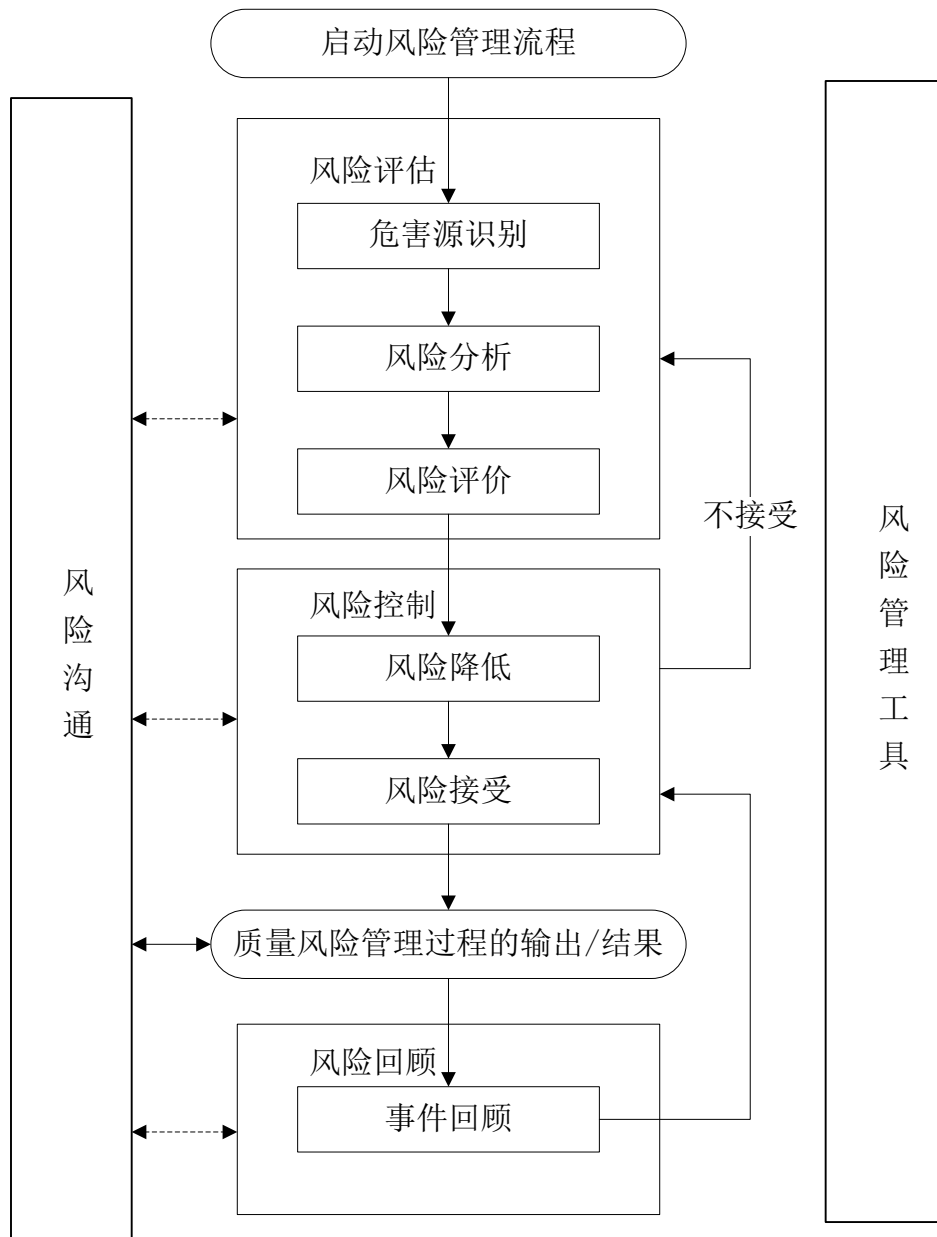 启动风险管理流程
风险评估
危害源识别
风险分析
风险评价
不接受
风险沟通
风险控制
风险降低
风险接受
风险管理工具
质量风险管理过程的输出/结果
风险回顾
事件回顾